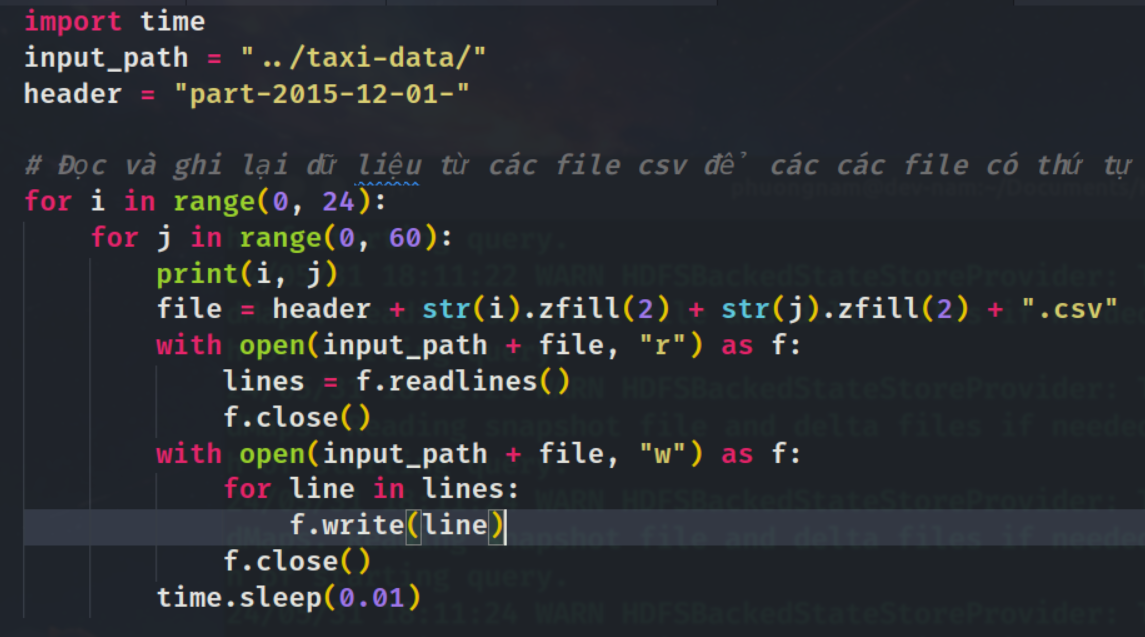 import time
input_path = "../taxi-data/"
header = "part-2015-12-01-"
# Đọc và ghi lại dữ liệu từ các file csv để các các file có thứ tự
for i in range(0, 24):
for j in range(0, 60):
print(i, j)
file = header + str(i).zfill(2) + str(j).zfill(2) + ".csv"
with open(input_path + file, "r") as f:
lines = f.readlines()
f.close()
with open(input_path + file, "w") as f:
for line in lines:
f.write(line)
f.close()
time.sleep(0.01)